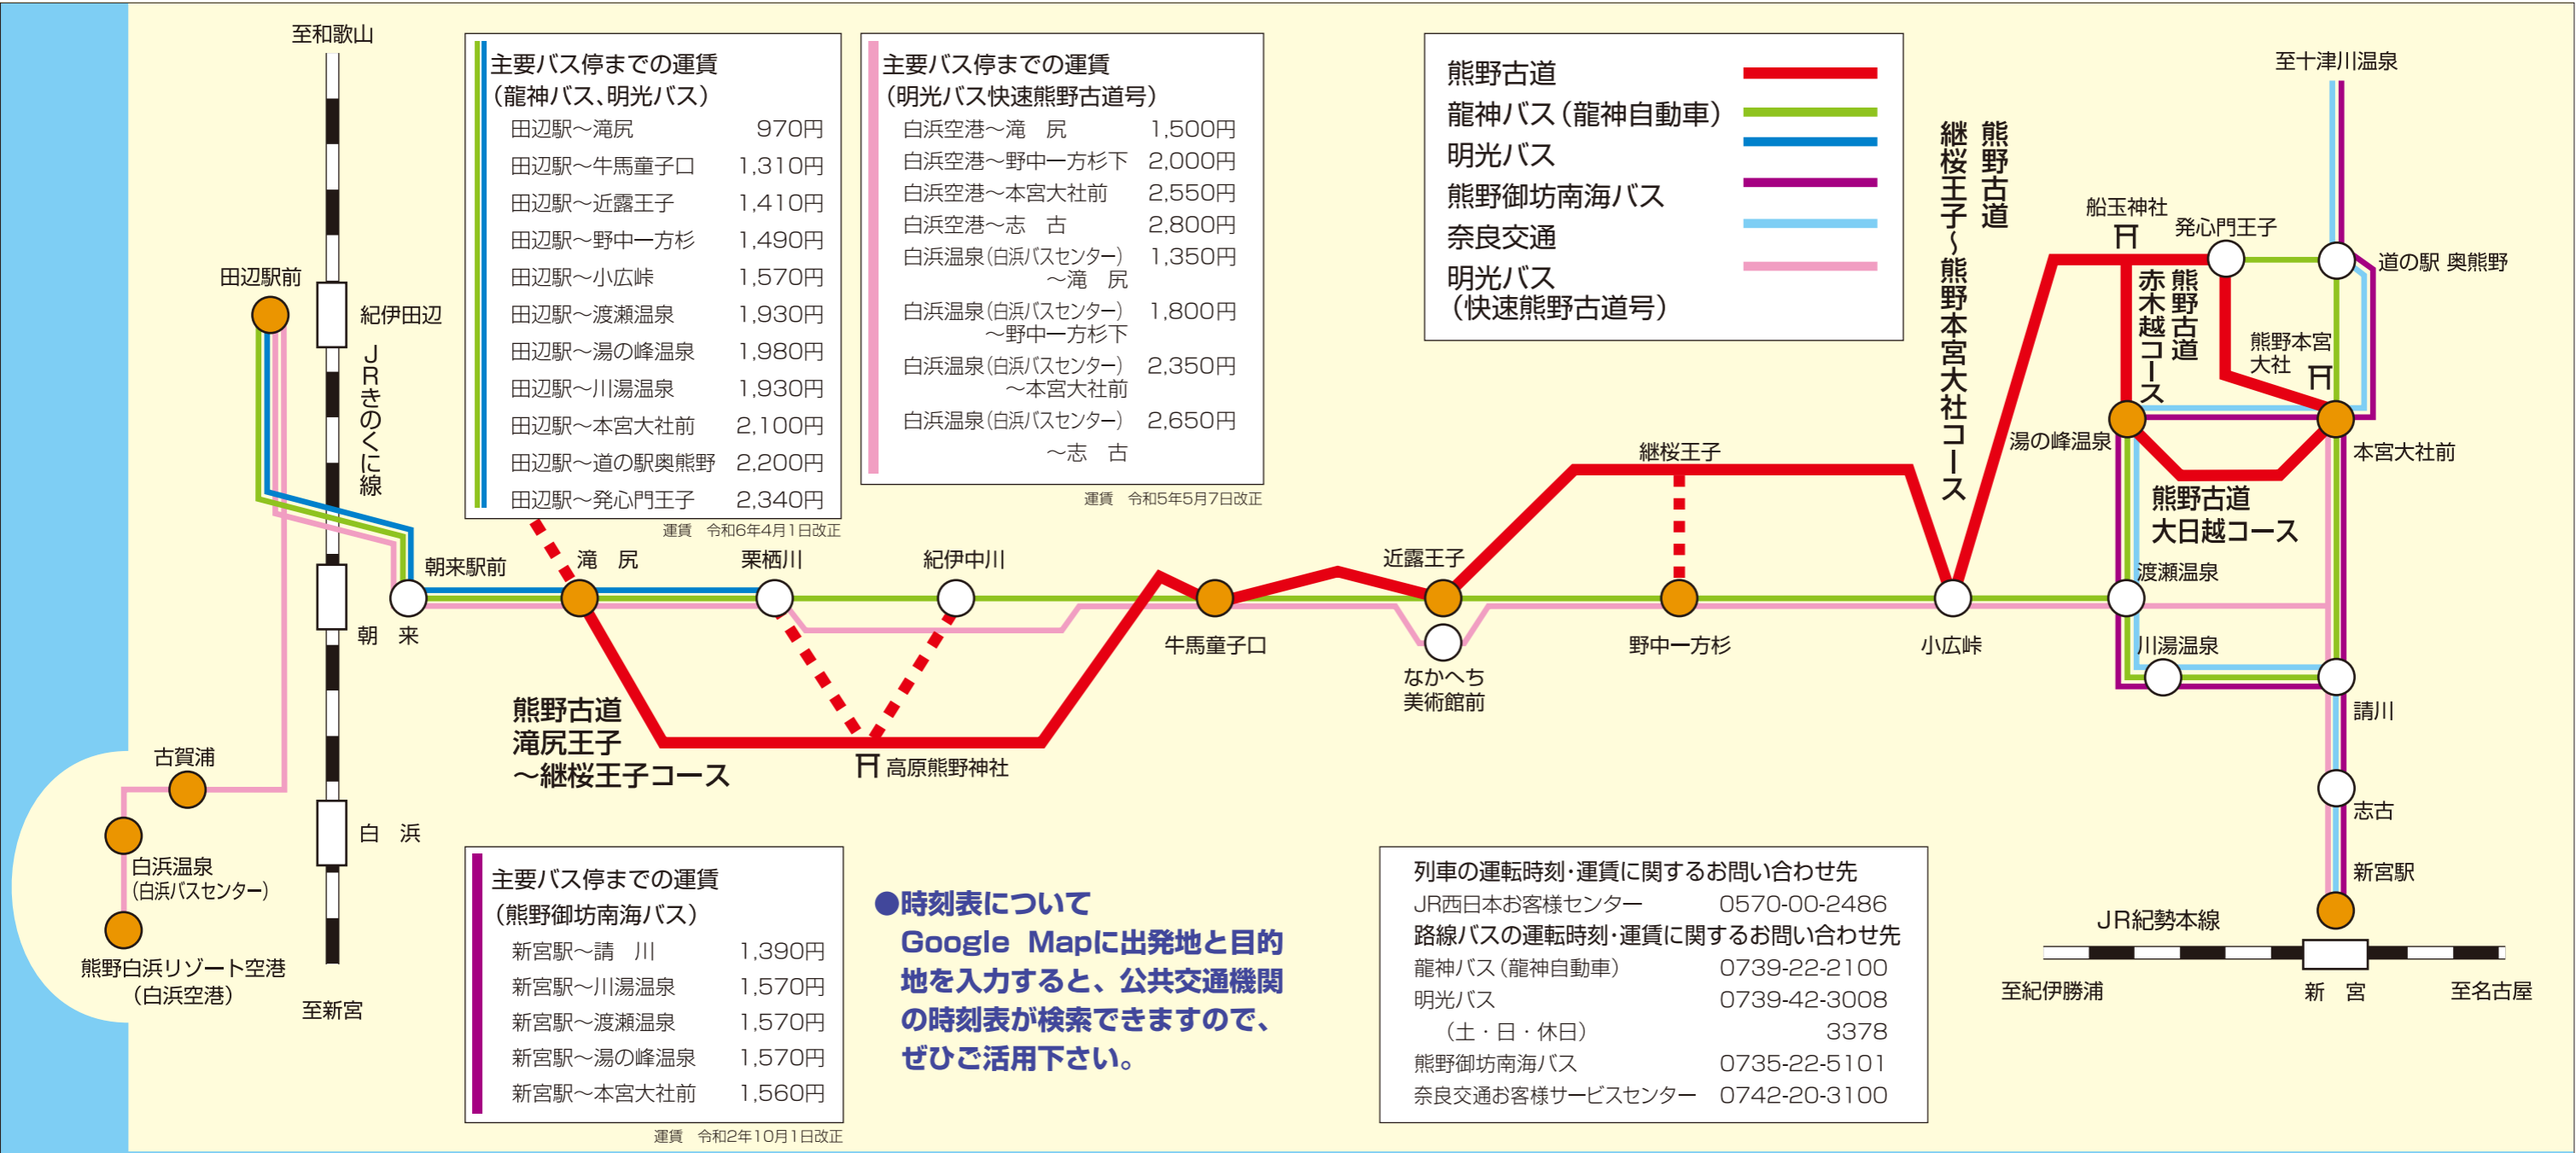 至和歌山
田辺駅前
紀伊田辺
JRきのくに線
朝来駅前
朝　来
古賀浦
白浜温泉
(白浜バスセンター)
熊野白浜リゾート空港
(白浜空港)
白　浜
至新宮
主要バス停までの運賃
(龍神バス、明光バス)
田辺駅～滝尻 970円
田辺駅～牛馬童子口 1,310円
田辺駅～近露王子 1,410円
田辺駅～野中一方杉 1,490円
田辺駅～小広峠 1,570円
田辺駅～渡瀬温泉 1,930円
田辺駅～湯の峰温泉 1,980円
田辺駅～川湯温泉 1,930円
田辺駅～本宮大社前 2,100円
田辺駅～道の駅奥熊野 2,200円
田辺駅～発心門王子 2,340円
運賃　令和6年4月1日改正
主要バス停までの運賃
(明光バス快速熊野古道号)
白浜空港～滝　尻 1,500円
白浜空港～野中一方杉下 2,000円
白浜空港～本宮大社前 2,550円
白浜空港～志　古 2,800円
白浜温泉(白浜バスセンター) 1,350円
～滝　尻
白浜温泉(白浜バスセンター) 1,800円
～野中一方杉下
白浜温泉(白浜バスセンター) 2,350円
～本宮大社前
白浜温泉(白浜バスセンター) 2,650円
～志　古
運賃　令和5年5月7日改正
熊野古道
龍神バス(龍神自動車)
明光バス
熊野御坊南海バス
奈良交通
明光バス
(快速熊野古道号)
熊野古道
継桜王子～熊野本宮大社コース
至十津川温泉
船玉神社
発心門王子
道の駅 奥熊野
熊野古道
赤木越コース
熊野本宮
大社
湯の峰温泉
本宮大社前
熊野古道
大日越コース
滝　尻
栗栖川
紀伊中川
牛馬童子口
近露王子
なかへち
美術館前
継桜王子
野中一方杉
小広峠
渡瀬温泉
川湯温泉
請川
志古
新宮駅
熊野古道
滝尻王子
～継桜王子コース
高原熊野神社
主要バス停までの運賃
(熊野御坊南海バス)
新宮駅～請　川 1,390円
新宮駅～川湯温泉 1,570円
新宮駅～渡瀬温泉 1,570円
新宮駅～湯の峰温泉 1,570円
新宮駅～本宮大社前 1,560円
運賃　令和2年10月1日改正
●時刻表について
Google Mapに出発地と目的
地を入力すると、公共交通機関
の時刻表が検索できますので、
ぜひご活用下さい。
列車の運転時刻・運賃に関するお問い合わせ先
JR西日本お客様センター 0570-00-2486
路線バスの運転時刻・運賃に関するお問い合わせ先
龍神バス(龍神自動車) 0739-22-2100
明光バス 0739-42-3008
(土・日・休日) 3378
熊野御坊南海バス 0735-22-5101
奈良交通お客様サービスセンター 0742-20-3100
JR紀勢本線
至紀伊勝浦
新　宮
至名古屋